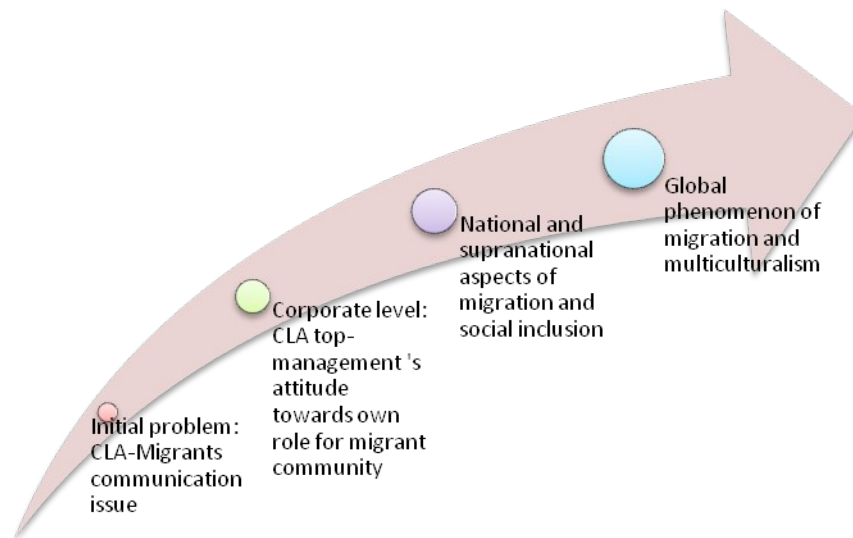 Initial problem:
CLA-Migrants
communication
issue
Corporate level:
CLA top-
management 's
attitude
towards own
role for migrant
community
National and
supranational
aspects of
migration and
social inclusion
Global
phenomenon of
migration and
multiculturalism